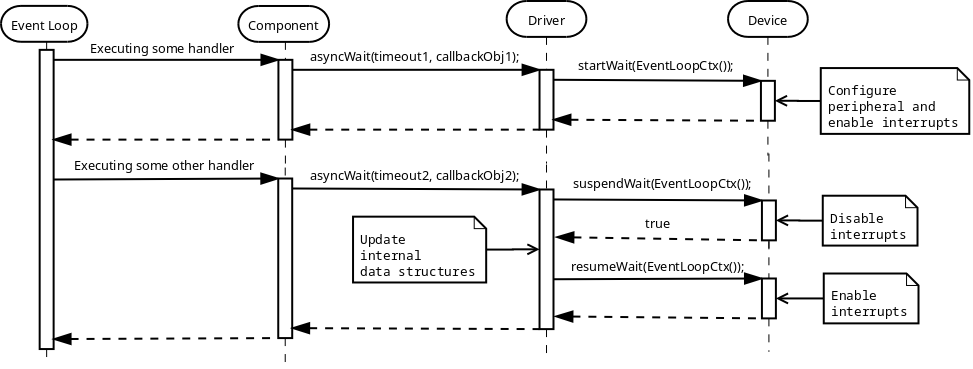 Event Loop
Component
Driver
Device
Executing some handler
asyncWait(timeout1, callbackObj1);
startWait(EventLoopCtx());
Configure
peripheral and
enable interrupts
Executing some other handler
asyncWait(timeout2, callbackObj2);
suspendWait(EventLoopCtx());
Disable
interrupts
true
Update
internal
data structures
resumeWait(EventLoopCtx());
Enable
interrupts